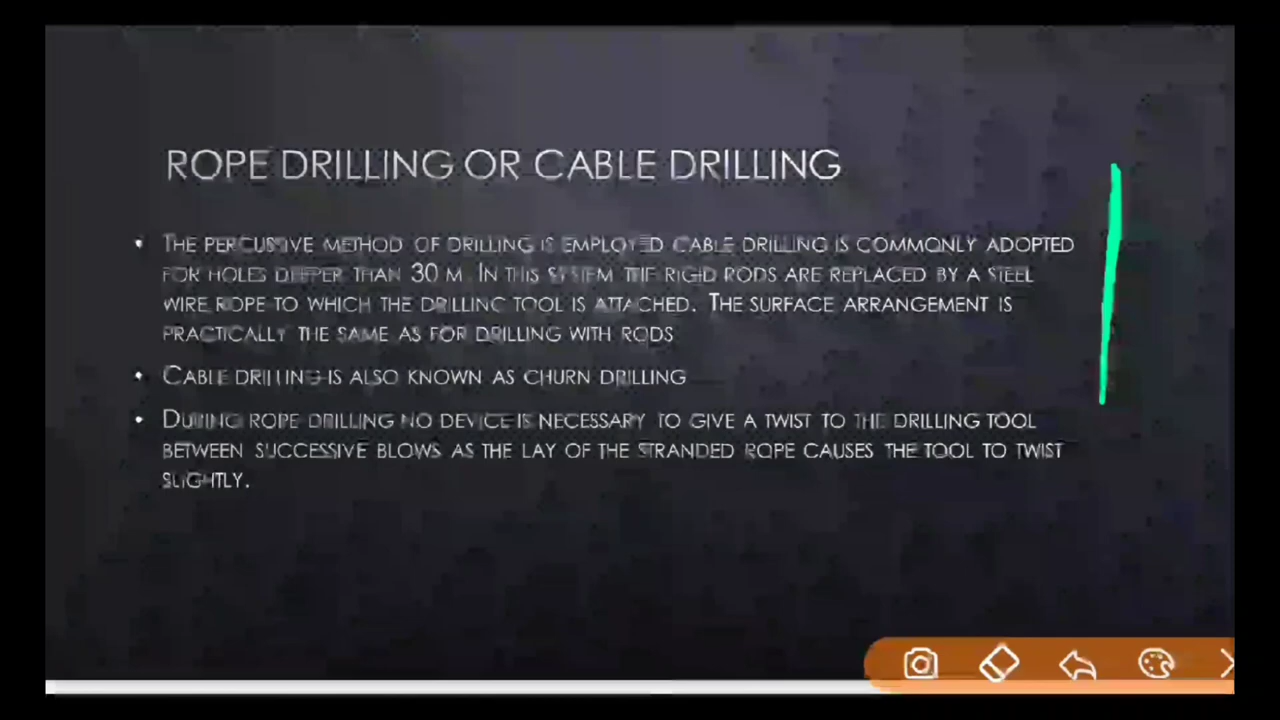 ROPE DRILLING OR CABLE DRILLING
• THE PERCUSSIVE METHOD OF DRILLING IS EMPLOYED CABLE DRILLING IS COMMONLY ADOPTED
FOR HOLES DEEPER THAN 30 M. IN THIS SYSTEM THE RIGID RODS ARE REPLACED BY A STEEL
WIRE ROPE TO WHICH THE DRILLING TOOL IS ATTACHED. THE SURFACE ARRANGEMENT IS
PRACTICALLY THE SAME AS FOR DRILLING WITH RODS
• CABLE DRILLING IS ALSO KNOWN AS CHURN DRILLING
• DURING ROPE DRILLING NO DEVICE IS NECESSARY TO GIVE A TWIST TO THE DRILLING TOOL
BETWEEN SUCCESSIVE BLOWS AS THE LAY OF THE STRANDED ROPE CAUSES THE TOOL TO TWIST
SLIGHTLY.